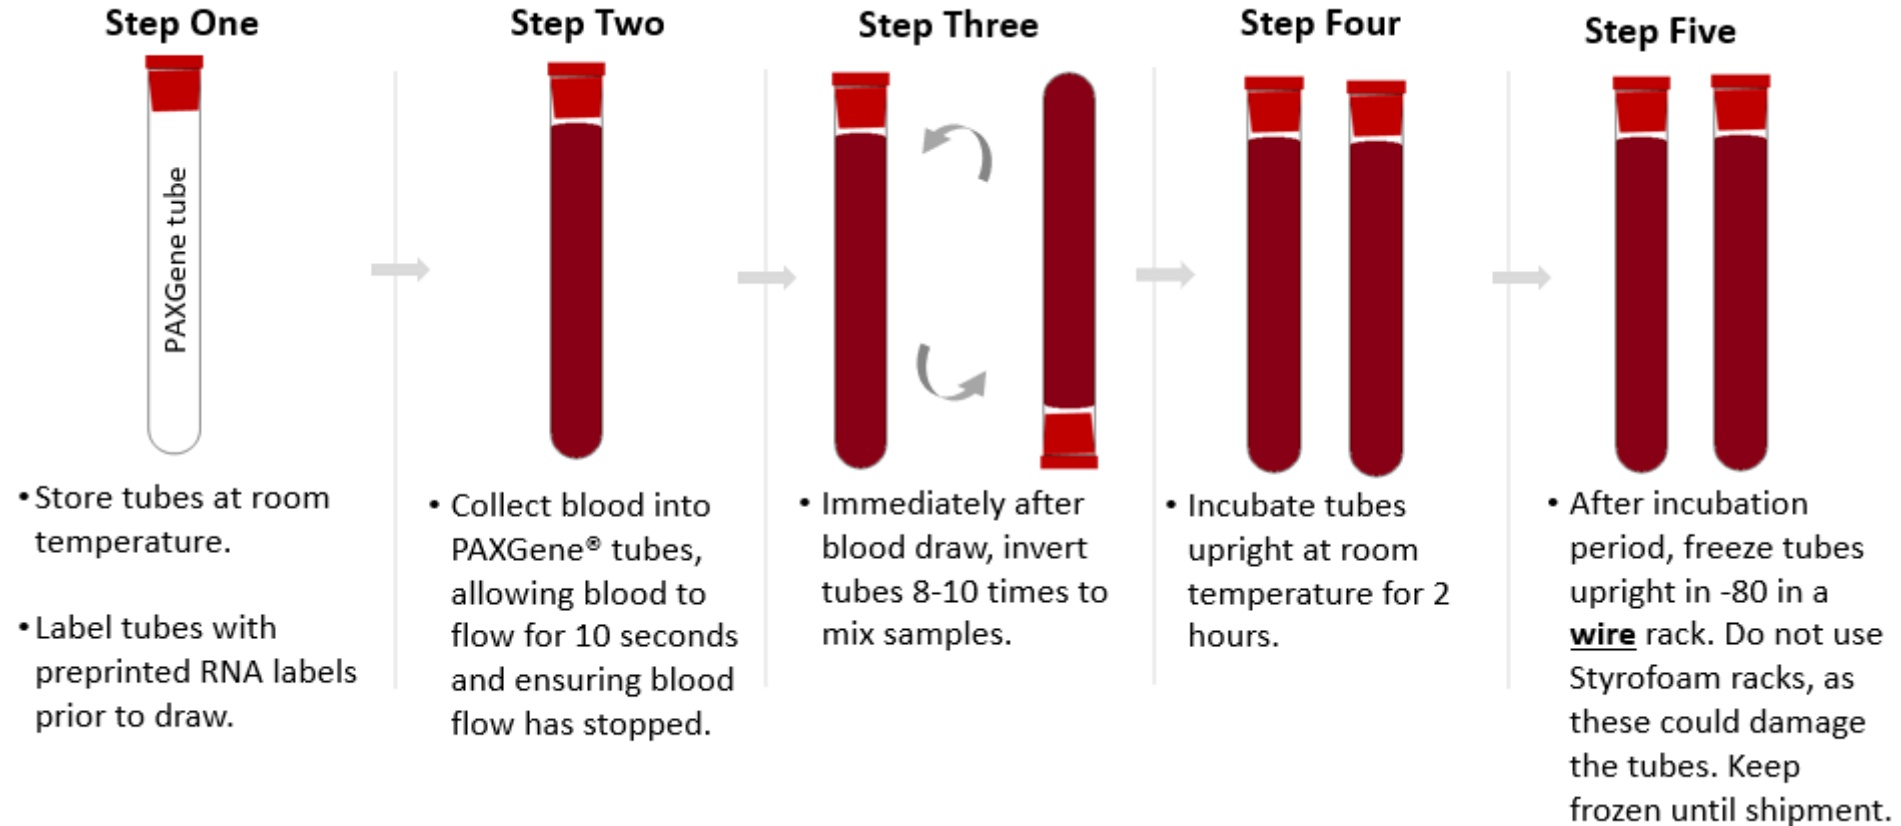 Step One
PAXGene tube
• Store tubes at room
temperature.
• Label tubes with
preprinted RNA labels
prior to draw.
Step Two
• Collect blood into
PAXGene® tubes,
allowing blood to
flow for 10 seconds
and ensuring blood
flow has stopped.
Step Three
• Immediately after
blood draw, invert
tubes 8-10 times to
mix samples.
Step Four
• Incubate tubes
upright at room
temperature for 2
hours.
Step Five
• After incubation
period, freeze tubes
upright in -80 in a
wire rack. Do not use
Styrofoam racks, as
these could damage
the tubes. Keep
frozen until shipment.